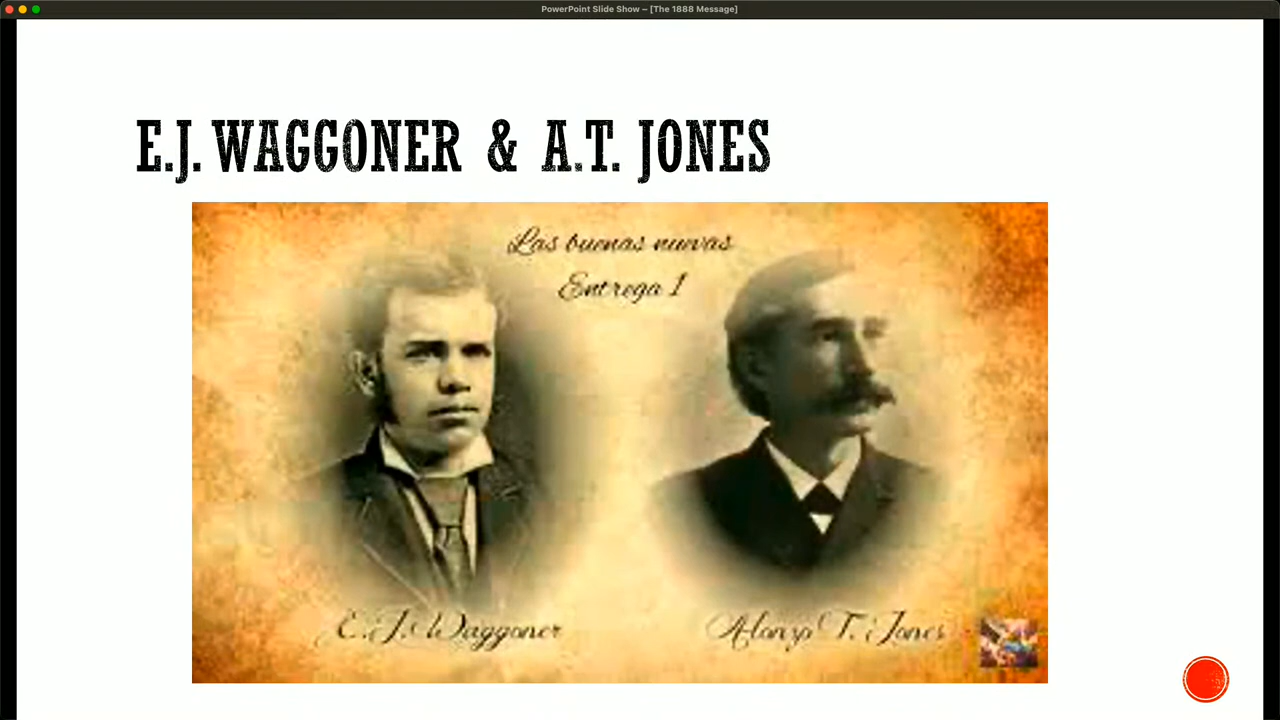 PowerPoint Slide Show – [The 1888 Message]
E.J. WAGGONER & A.T. JONES
Las buenas nuevas
Entrega 1
E.J. Waggoner
Alonzo T. Jones